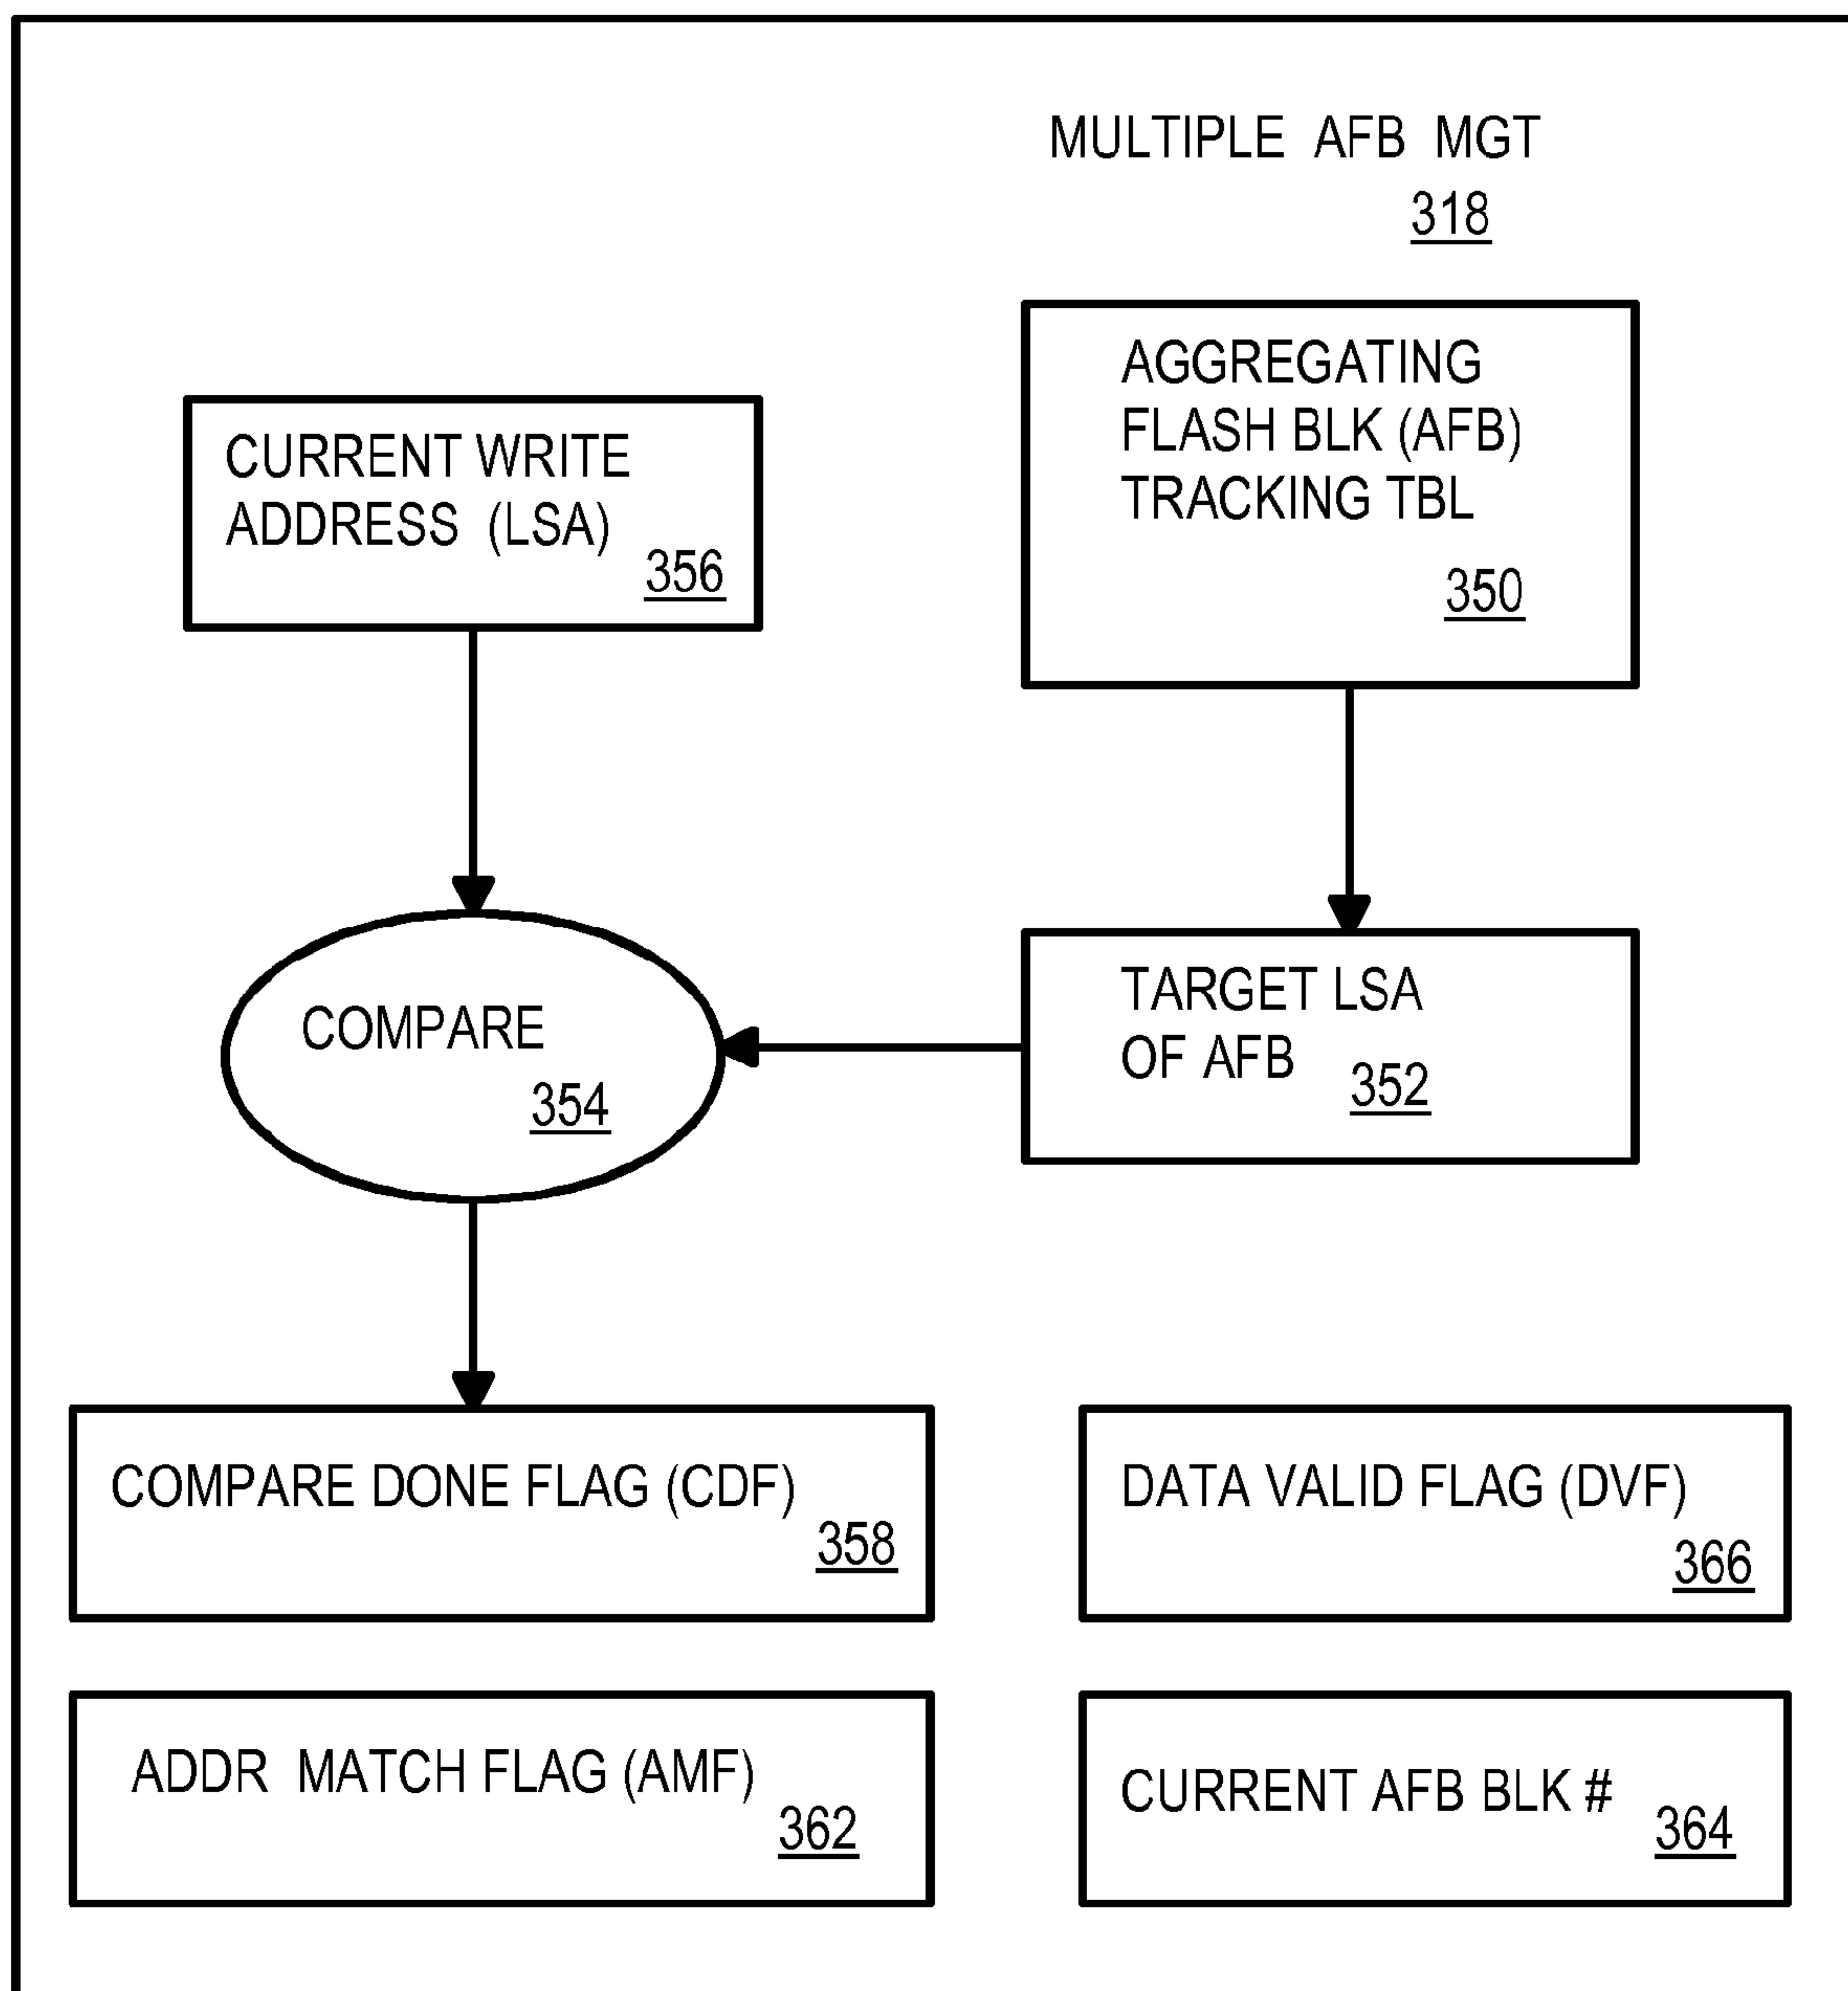 MULTIPLE AFB MGT
318
AGGREGATING
FLASH BLK (AFB)
TRACKING TBL
350
CURRENT WRITE
ADDRESS (LSA)
356
COMPARE
354
TARGET LSA
OF AFB
352
COMPARE DONE FLAG (CDF)
358
DATA VALID FLAG (DVF)
366
ADDR MATCH FLAG (AMF)
362
CURRENT AFB BLK #
364